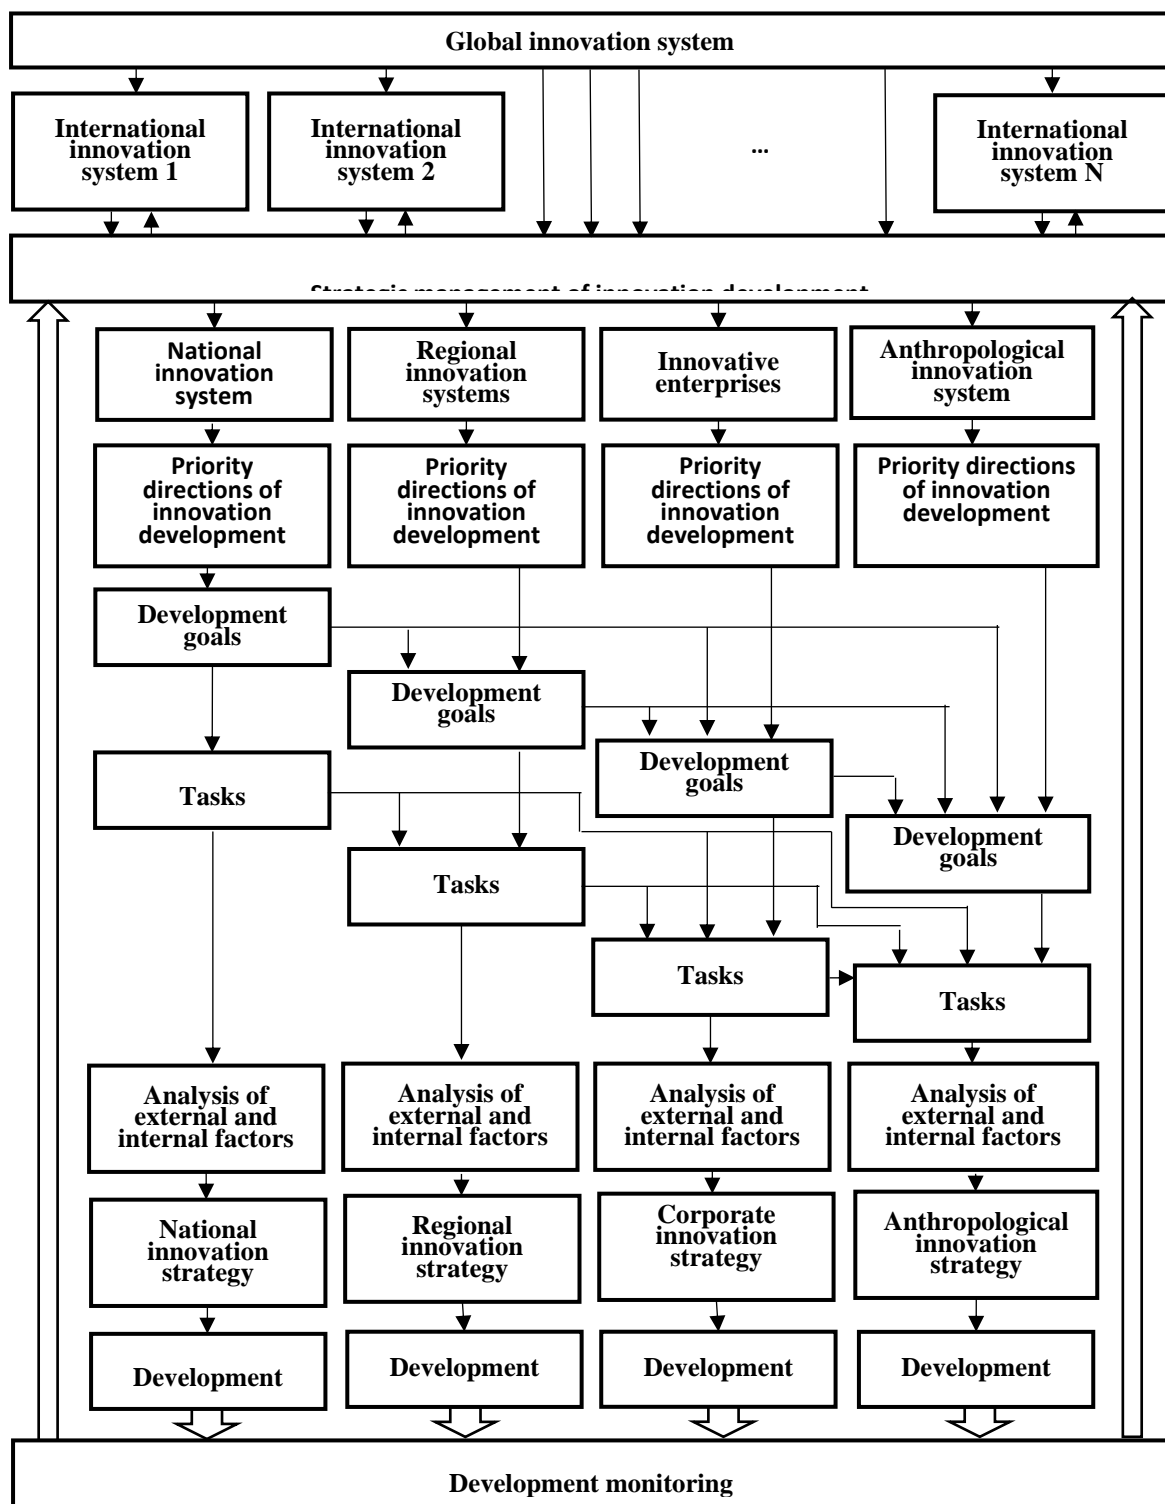 Global innovation system
International
innovation
system 1
International
innovation
system 2
...
International
innovation
system N
Strategic management of innovation development
National
innovation
system
Regional
innovation
systems
Innovative
enterprises
Anthropological
innovation
system
Priority
directions of
innovation
development
Priority
directions of
innovation
development
Priority
directions of
innovation
development
Priority directions
of innovation
development
Development
goals
Development
goals
Development
goals
Development
goals
Tasks
Tasks
Tasks
Tasks
Analysis of
external and
internal factors
Analysis of
external and
internal factors
Analysis of
external and
internal factors
Analysis of
external and
internal factors
National
innovation
strategy
Regional
innovation
strategy
Corporate
innovation
strategy
Anthropological
innovation
strategy
Development
Development
Development
Development
Development monitoring